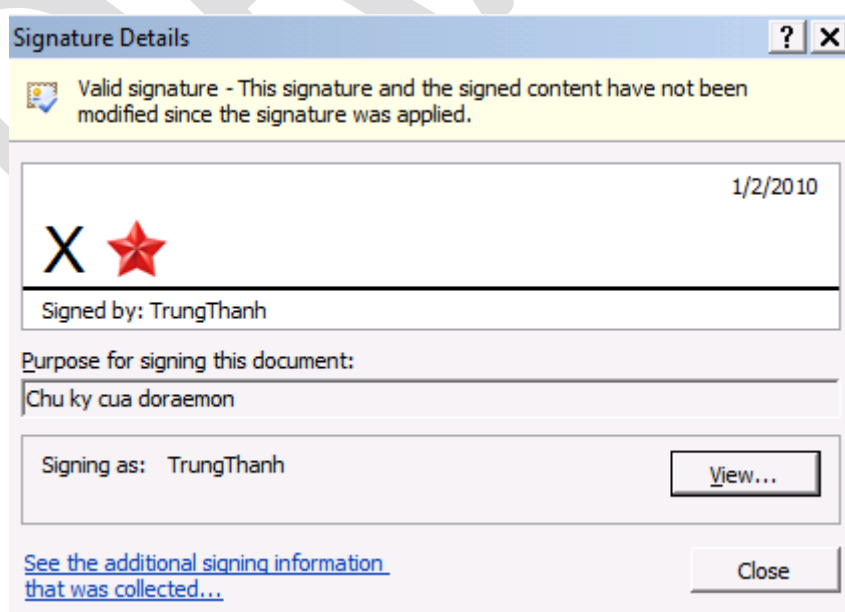 Signature Details
Valid signature - This signature and the signed content have not been
modified since the signature was applied.
1/2/2010
X
Signed by: TrungThanh
Purpose for signing this document:
Chu ky cua doraemon
Signing as: TrungThanh
View...
See the additional signing information
that was collected...
Close